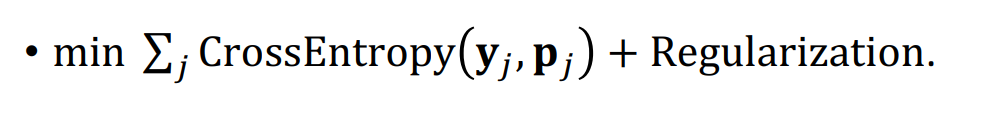 • min ∑ⱼ CrossEntropy(𝐲ⱼ, 𝐩ⱼ) + Regularization.